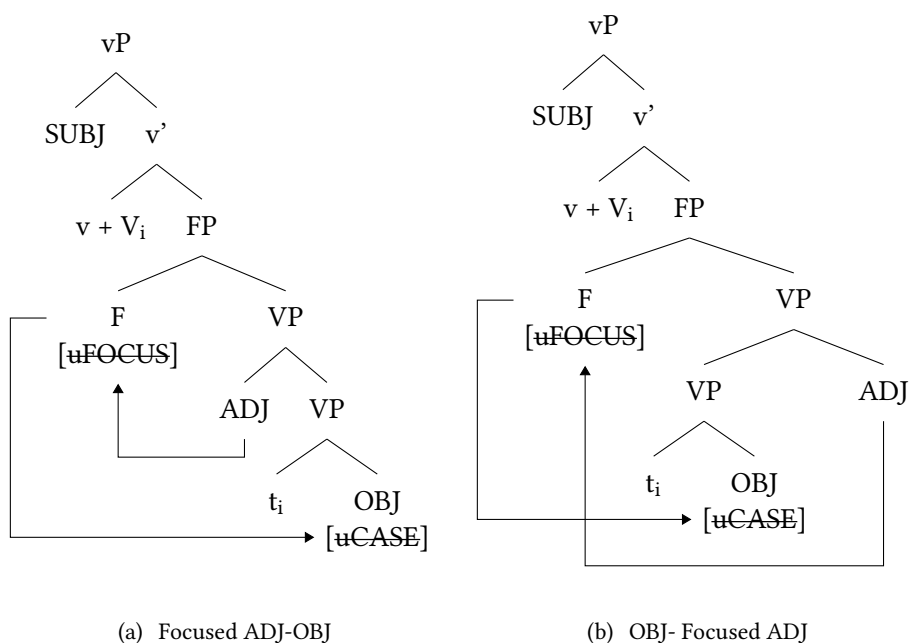 vP
SUBJ v’
v + Vi FP
F VP
[uFOCUS]
ADJ VP
ti OBJ
[uCASE]
(a) Focused ADJ-OBJ
vP
SUBJ v’
v + Vi FP
F VP
[uFOCUS]
VP ADJ
ti OBJ
[uCASE]
(b) OBJ- Focused ADJ